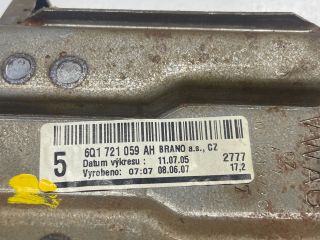 5
6Q1 721 059 AH BRANO a.s., CZ
Datum výkresu : 11.07.05 2777
Vyrobeno: 07:07 08.06.07 17,2